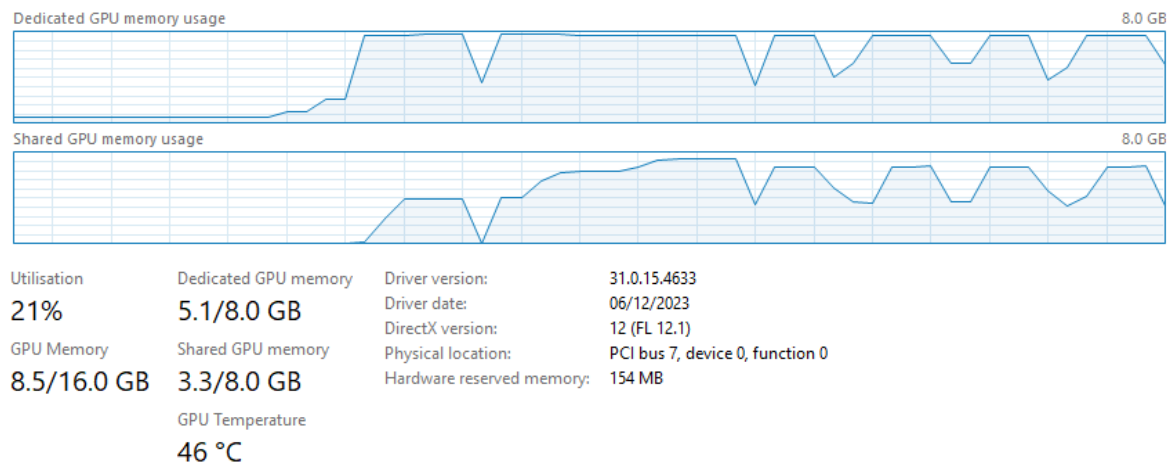 Dedicated GPU memory usage 8.0 GB
Shared GPU memory usage 8.0 GB
Utilisation Dedicated GPU memory Driver version: 31.0.15.4633
21% 5.1/8.0 GB Driver date: 06/12/2023
DirectX version: 12 (FL 12.1)
GPU Memory Shared GPU memory Physical location: PCI bus 7, device 0, function 0
8.5/16.0 GB 3.3/8.0 GB Hardware reserved memory: 154 MB
GPU Temperature
46 °C